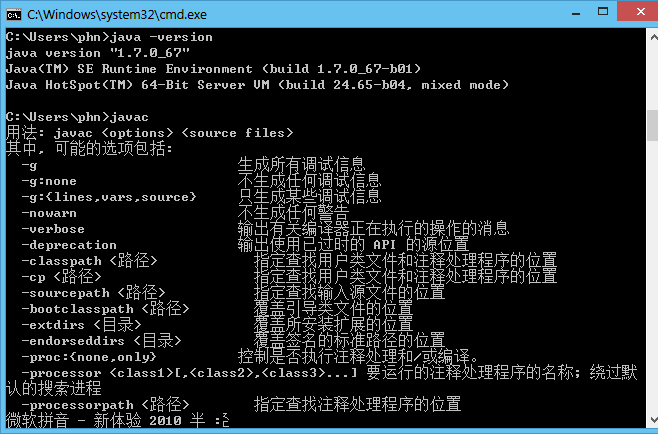 C:\Windows\system32\cmd.exe
C:\Users\phn>java -version
java version "1.7.0_67"
Java(TM) SE Runtime Environment (build 1.7.0_67-b01)
Java HotSpot(TM) 64-Bit Server VM (build 24.65-b04, mixed mode)
C:\Users\phn>javac
用法: javac <options> <source files>
其中, 可能的选项包括:
-g 生成所有调试信息
-g:none 不生成任何调试信息
-g:{lines,vars,source} 只生成某些调试信息
-nowarn 不生成任何警告
-verbose 输出有关编译器正在执行的操作的消息
-deprecation 输出使用已过时的 API 的源位置
-classpath <路径> 指定查找用户类文件和注释处理程序的位置
-cp <路径> 指定查找用户类文件和注释处理程序的位置
-sourcepath <路径> 指定查找输入源文件的位置
-bootclasspath <路径> 覆盖引导类文件的位置
-extdirs <目录> 覆盖所安装扩展的位置
-endorseddirs <目录> 覆盖签名的标准路径的位置
-proc:{none,only} 控制是否执行注释处理和/或编译。
-processor <class1>[,<class2>,<class3>...] 要运行的注释处理程序的名称; 绕过默
认的搜索进程
-processorpath <路径> 指定查找注释处理程序的位置
微软拼音 - 新体验 2010 半 :